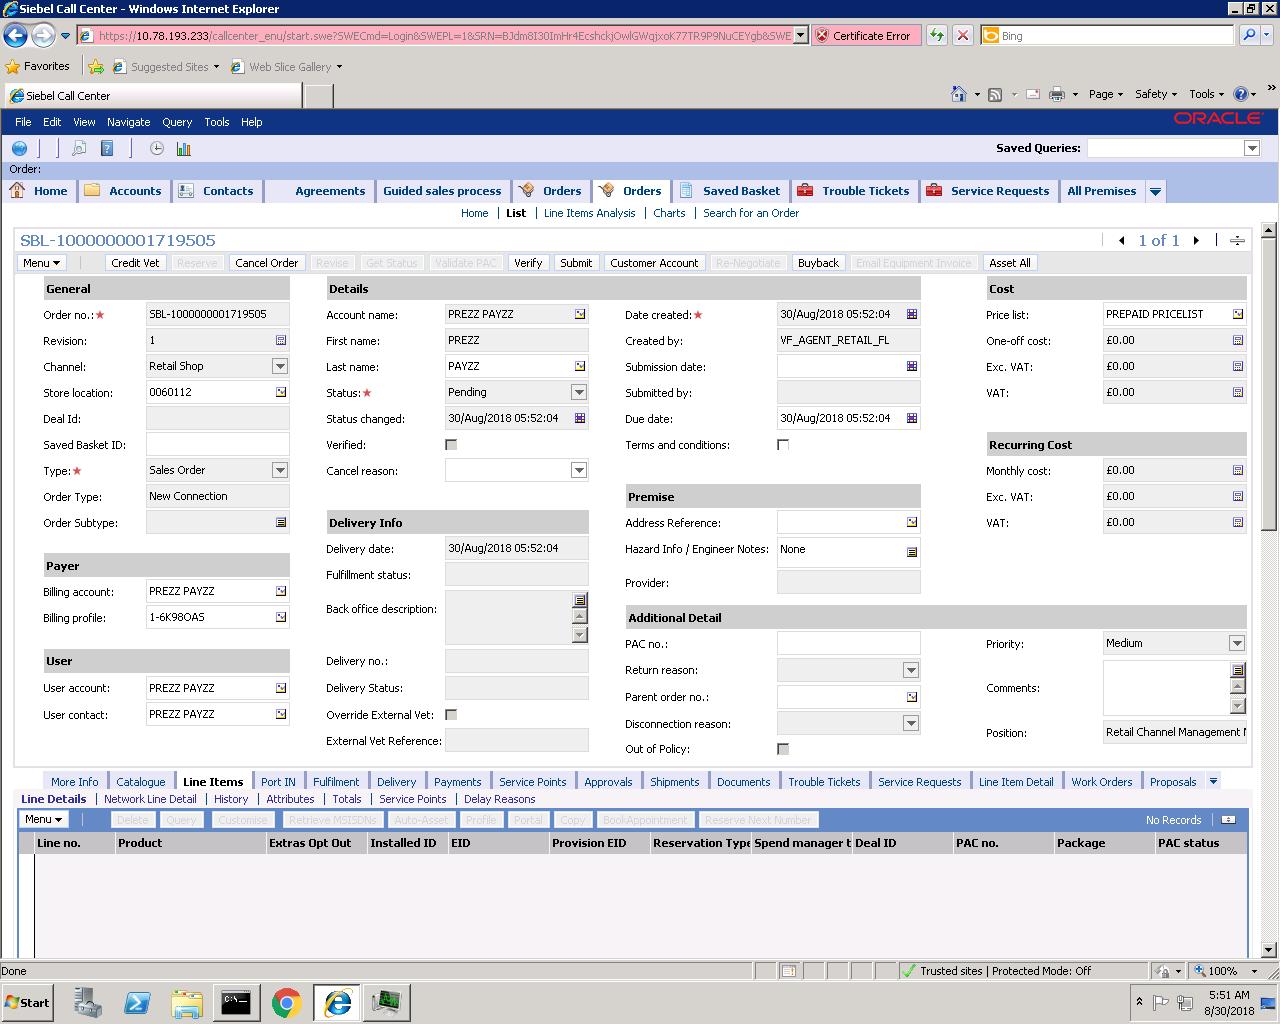 Siebel Call Center - Windows Internet Explorer
https://10.78.193.233/callcenter_enu/start.swe?SWECmd=Login&SWEPL=1&SRN=
Certificate Error
Bing
Favorites Suggested Sites Web Slice Gallery
Siebel Call Center
Page Safety Tools
File Edit View Navigate Query Tools Help
ORACLE
Saved Queries:
Order:
Home Accounts Contacts Agreements Guided sales process Orders Orders Saved Basket Trouble Tickets Service Requests All Premises
Home List Line Items Analysis Charts Search for an Order
SBL-1000000001719505
1 of 1
Menu Credit Vet Reserve Cancel Order Revise Get Status Validate PAC Verify Submit Customer Account Re-Negotiate Buyback Email Equipment Invoice Asset All
General
Order no.:★ SBL-1000000001719505
Revision: 1
Channel: Retail Shop
Store location: 0060112
Deal Id:
Saved Basket ID:
Type:★ Sales Order
Order Type: New Connection
Order Subtype:
Payer
Billing account: PREZZ PAYZZ
Billing profile: 1-6K98OAS
User
User account: PREZZ PAYZZ
User contact: PREZZ PAYZZ
Details
Account name: PREZZ PAYZZ
First name: PREZZ
Last name: PAYZZ
Status:★ Pending
Status changed: 30/Aug/2018 05:52:04
Verified:
Cancel reason:
Delivery Info
Delivery date: 30/Aug/2018 05:52:04
Fulfillment status:
Back office description:
Delivery no.:
Delivery Status:
Override External Vet:
External Vet Reference:
Date created:★ 30/Aug/2018 05:52:04
Created by: VF_AGENT_RETAIL_FL
Submission date:
Submitted by:
Due date: 30/Aug/2018 05:52:04
Terms and conditions:
Premise
Address Reference:
Hazard Info / Engineer Notes: None
Provider:
Additional Detail
PAC no.:
Return reason:
Parent order no.:
Disconnection reason:
Out of Policy:
Cost
Price list: PREPAID PRICELIST
One-off cost: £0.00
Exc. VAT: £0.00
VAT: £0.00
Recurring Cost
Monthly cost: £0.00
Exc. VAT: £0.00
VAT: £0.00
Priority: Medium
Comments:
Position: Retail Channel Management
More Info Catalogue Line Items Port IN Fulfilment Delivery Payments Service Points Approvals Shipments Documents Trouble Tickets Service Requests Line Item Detail Work Orders Proposals
Line Details Network Line Detail History Attributes Totals Service Points Delay Reasons
Menu Delete Query Customise Retrieve MSISDNs Auto-Asset Profile Portal Copy BookAppointment Reserve Next Number No Records
Line no. Product Extras Opt Out Installed ID EID Provision EID Reservation Type Spend manager t Deal ID PAC no. Package PAC status
Done
Trusted sites | Protected Mode: Off
100%
Start
5:51 AM
8/30/2018